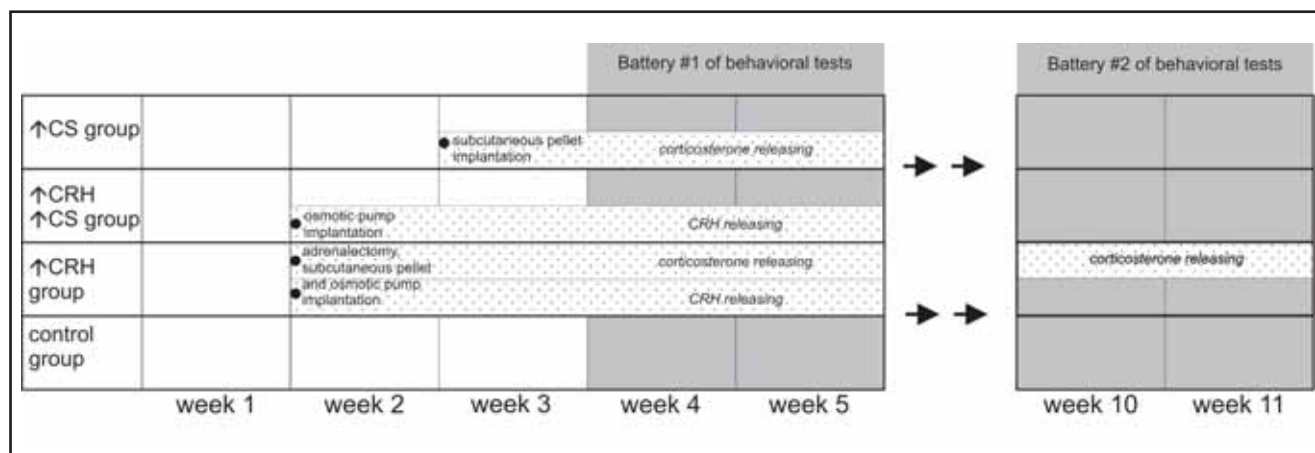 Battery #1 of behavioral tests
Battery #2 of behavioral tests
↑CS group
subcutaneous pellet
implantation
corticosterone releasing
↑CRH
↑CS group
osmotic pump
implantation
CRH releasing
↑CRH
group
adrenalectomy,
subcutaneous pellet
and osmotic pump
implantation
corticosterone releasing
CRH releasing
corticosterone releasing
control
group
week 1
week 2
week 3
week 4
week 5
week 10
week 11